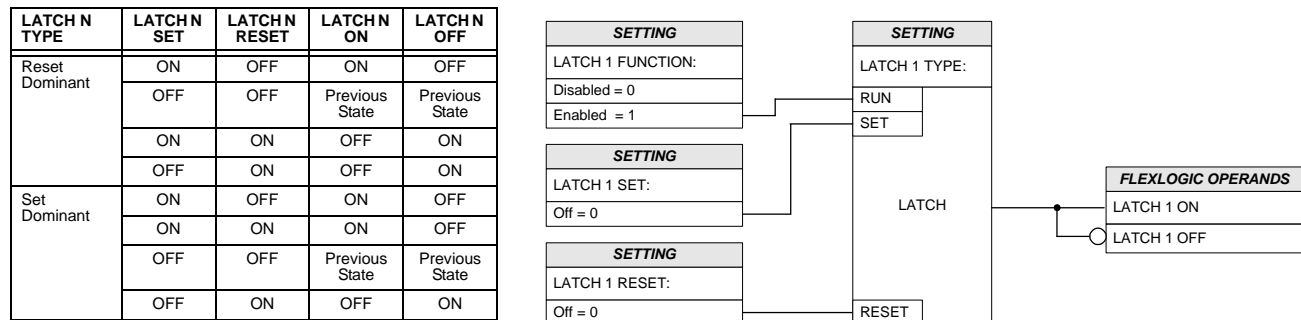 LATCH N TYPE LATCH N SET LATCH N RESET LATCH N ON LATCH N OFF
Reset Dominant ON OFF ON OFF
OFF OFF Previous State Previous State
ON ON OFF ON
OFF ON OFF ON
Set Dominant ON OFF ON OFF
ON ON ON OFF
OFF OFF Previous State Previous State
OFF ON OFF ON
SETTING
LATCH 1 FUNCTION:
Disabled = 0
Enabled = 1
SETTING
LATCH 1 SET:
Off = 0
SETTING
LATCH 1 RESET:
Off = 0
SETTING
LATCH 1 TYPE:
RUN
SET
LATCH
RESET
FLEXLOGIC OPERANDS
LATCH 1 ON
LATCH 1 OFF